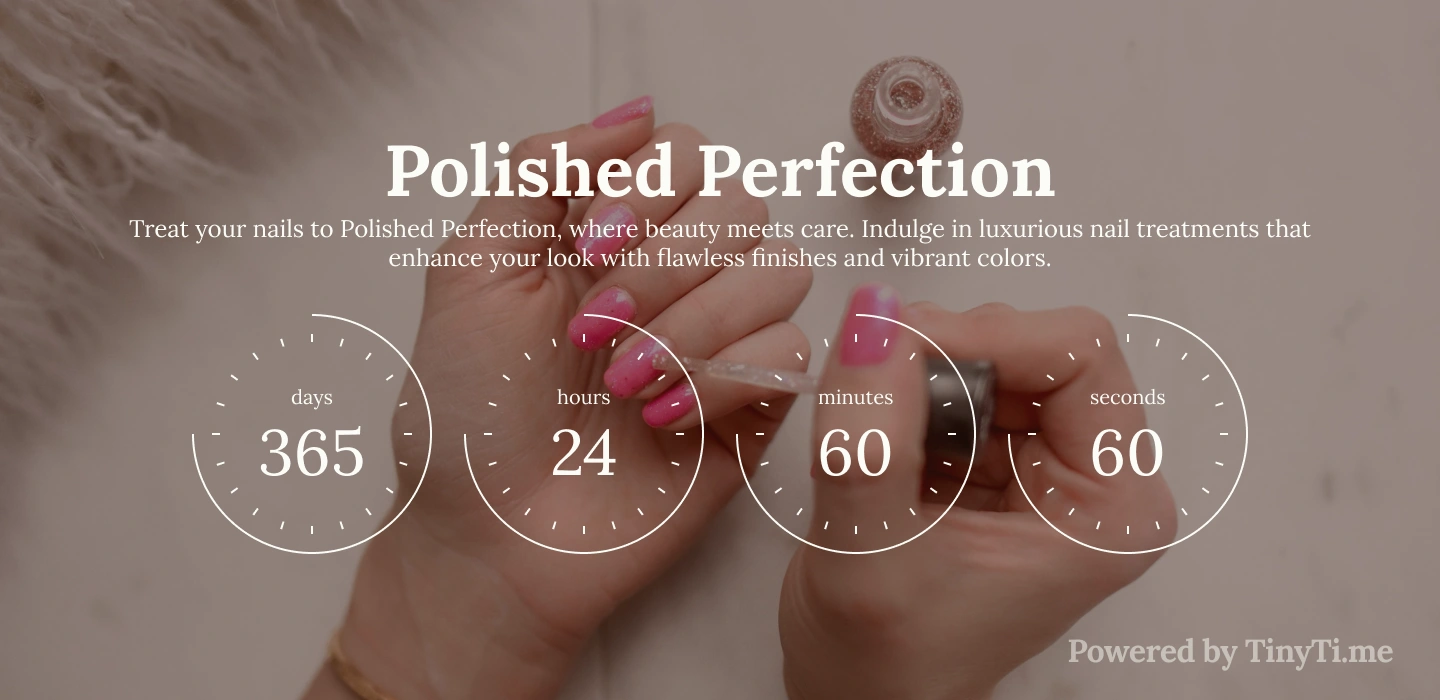 Polished Perfection
Treat your nails to Polished Perfection, where beauty meets care. Indulge in luxurious nail treatments that
enhance your look with flawless finishes and vibrant colors.
days
365
hours
24
minutes
60
seconds
60
Powered by TinyTi.me